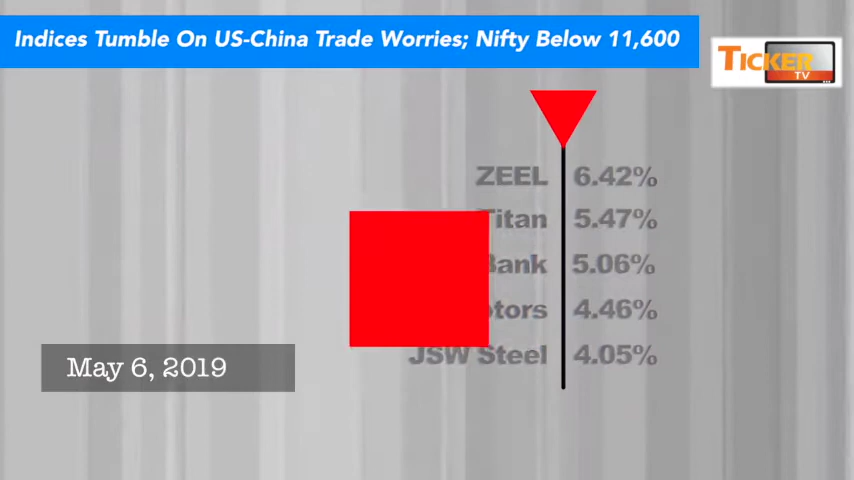 Indices Tumble On US-China Trade Worries; Nifty Below 11,600
TICKER
TV
ZEEL 6.42%
Titan 5.47%
Bank 5.06%
4.46%
JSW Steel 4.05%
May 6, 2019